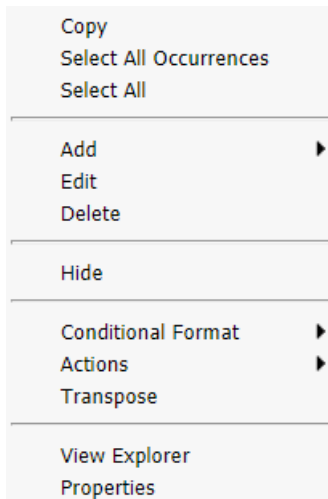 Copy
Select All Occurrences
Select All
Add
Edit
Delete
Hide
Conditional Format
Actions
Transpose
View Explorer
Properties